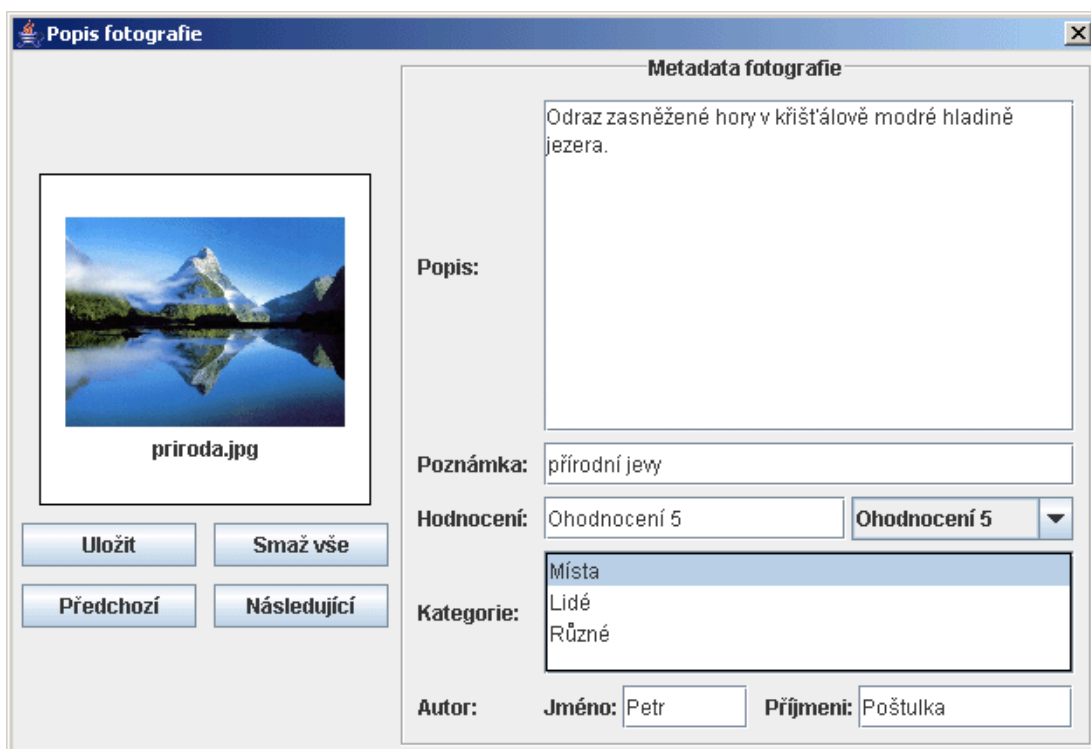 Popis fotografie
Metadata fotografie
Popis:
Odraz zasněžené hory v křišťálově modré hladině
jezera.
priroda.jpg
Uložit
Smaž vše
Předchozí
Následující
Poznámka: přírodní jevy
Hodnocení: Ohodnocení 5 Ohodnocení 5
Kategorie:
Místa
Lidé
Různé
Autor: Jméno: Petr Příjmeni: Poštulka